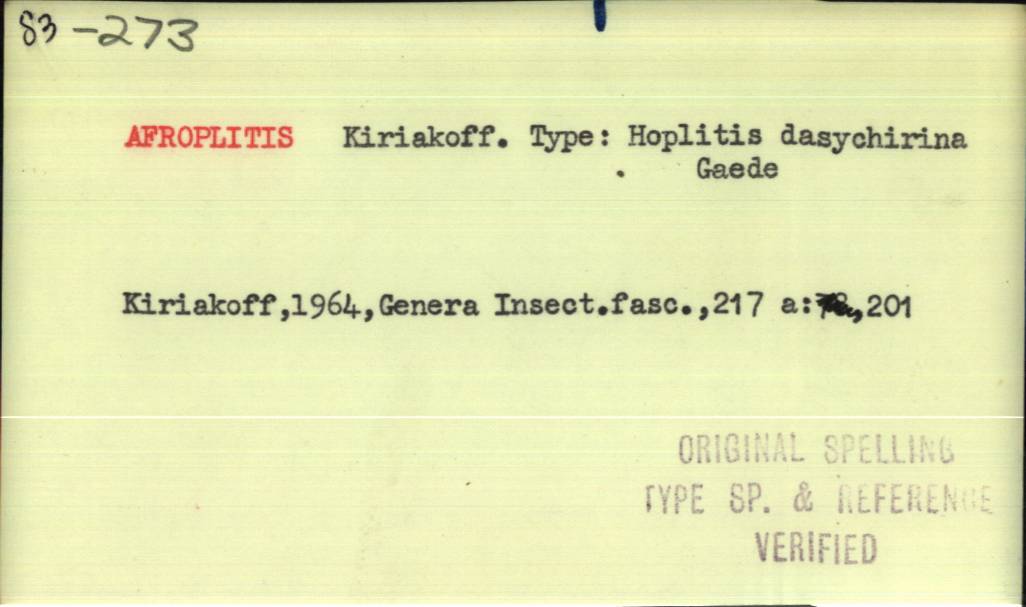 83-273
AFROPLITIS Kiriakoff. Type: Hoplitis dasychirina
. Gaede
Kiriakoff,1964,Genera Insect.fasc.,217 a:,201
ORIGINAL SPELLING
TYPE SP. & REFERENCE
VERIFIED